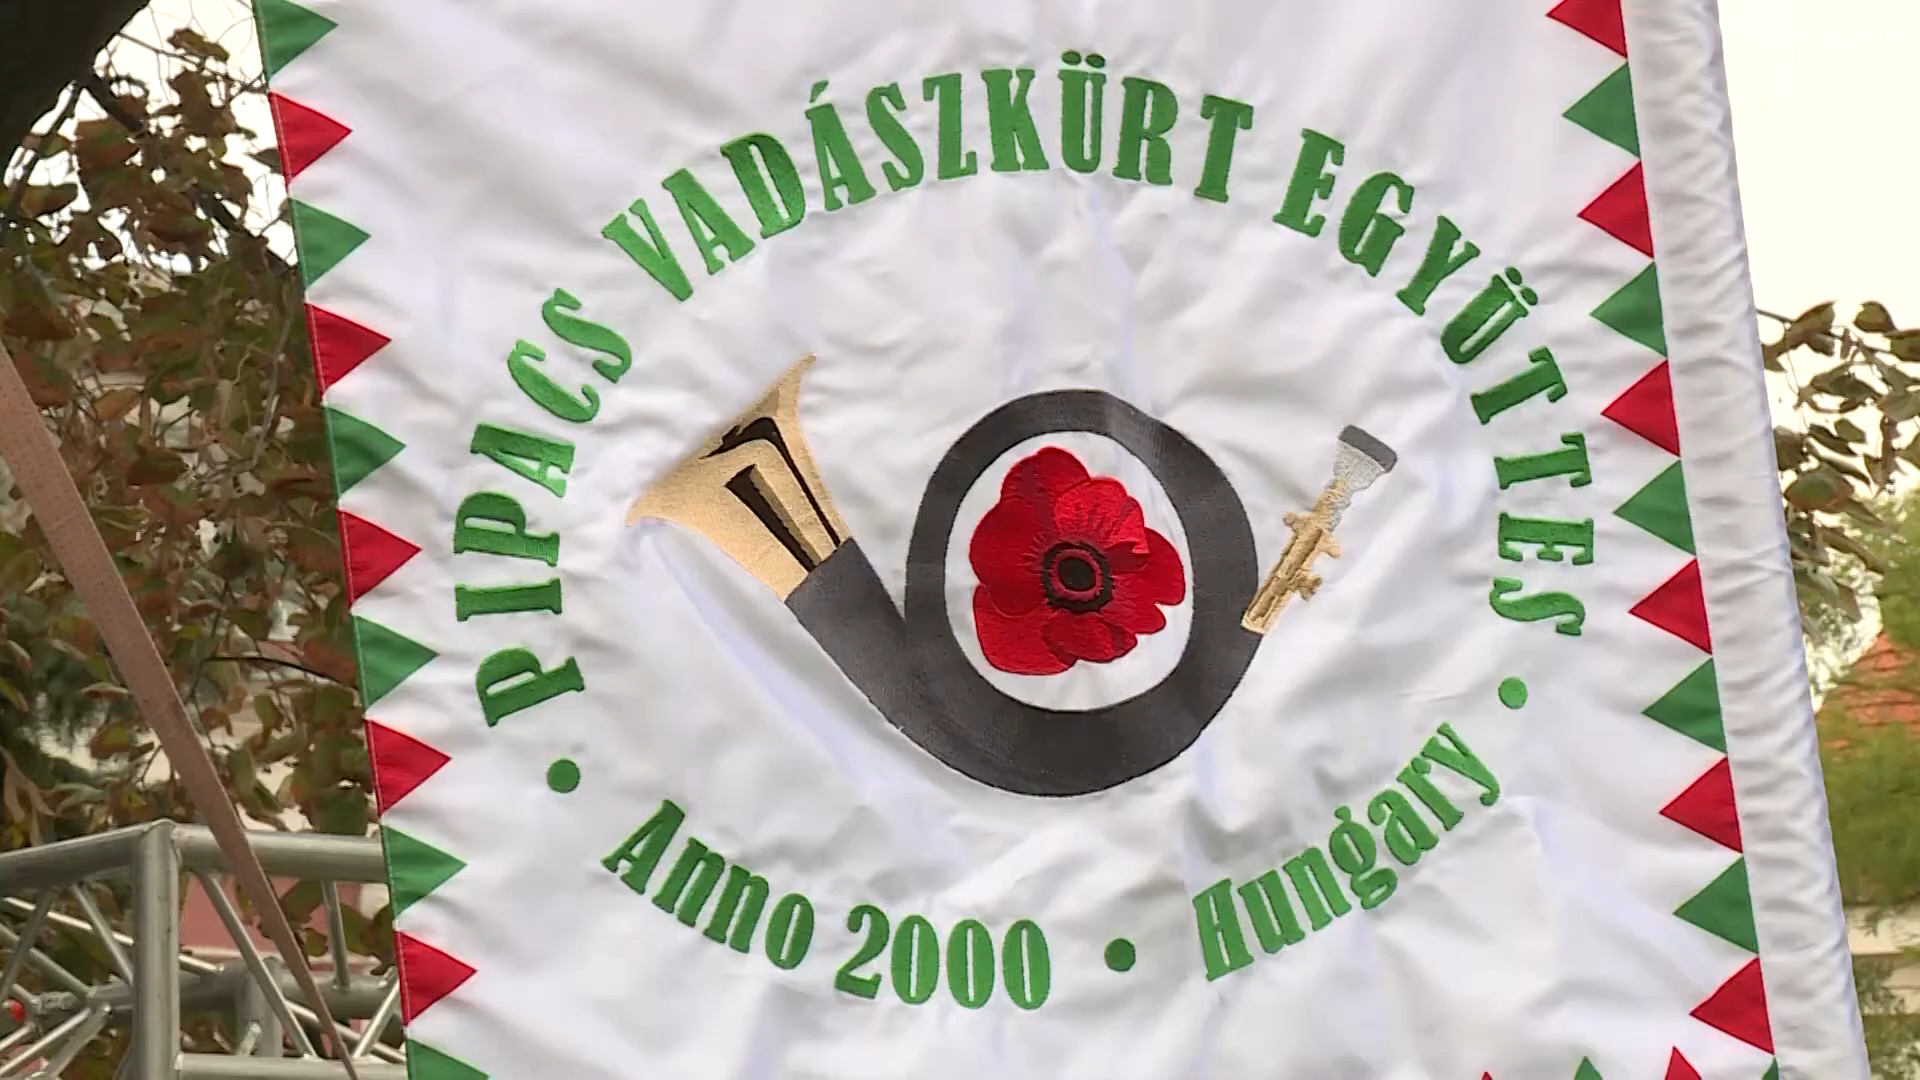 PIPACS VADÁSZKÜRT EGYÜTTES
• Anno 2000 • Hungary •